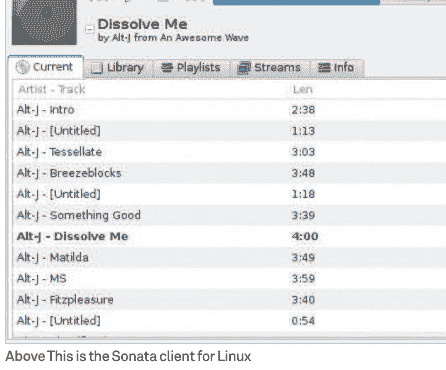 Dissolve Me
by Alt-J from An Awesome Wave
Current Library Playlists Streams Info
Artist - Track Len
Alt-J - Intro 2:38
Alt-J - [Untitled] 1:13
Alt-J - Tessellate 3:03
Alt-J - Breezeblocks 3:48
Alt-J - [Untitled] 1:18
Alt-J - Something Good 3:39
Alt-J - Dissolve Me 4:00
Alt-J - Matilda 3:49
Alt-J - MS 3:59
Alt-J - Fitzpleasure 3:40
Alt-J - [Untitled] 0:54
Above This is the Sonata client for Linux